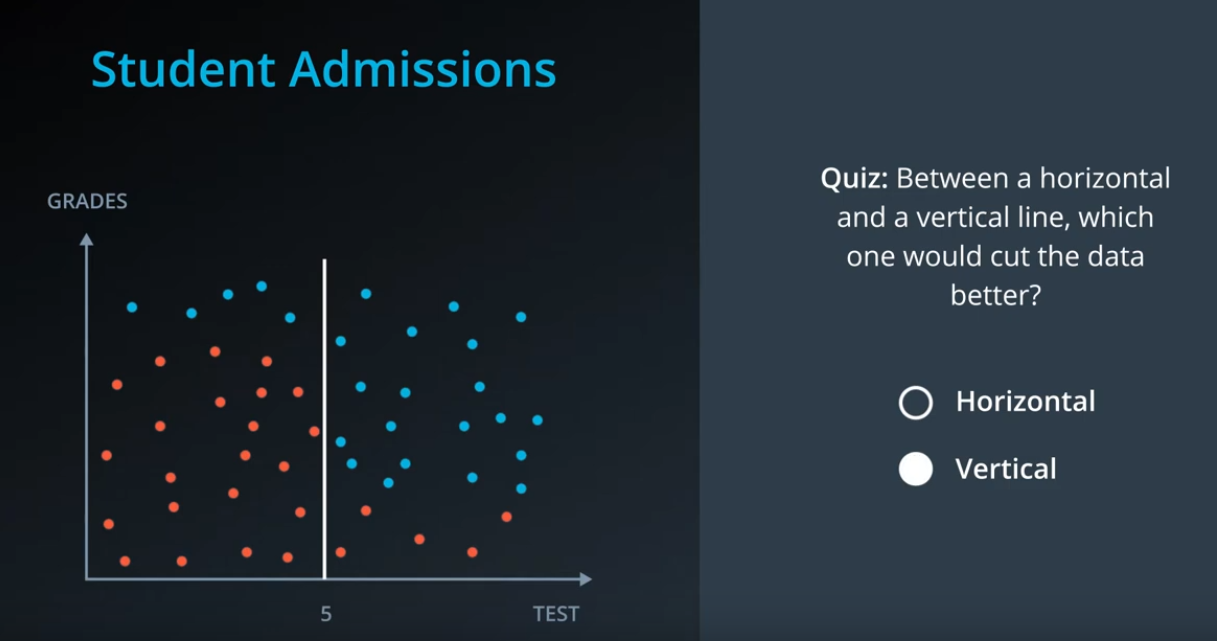 Student Admissions
GRADES
5
TEST
Quiz: Between a horizontal
and a vertical line, which
one would cut the data
better?
Horizontal
Vertical